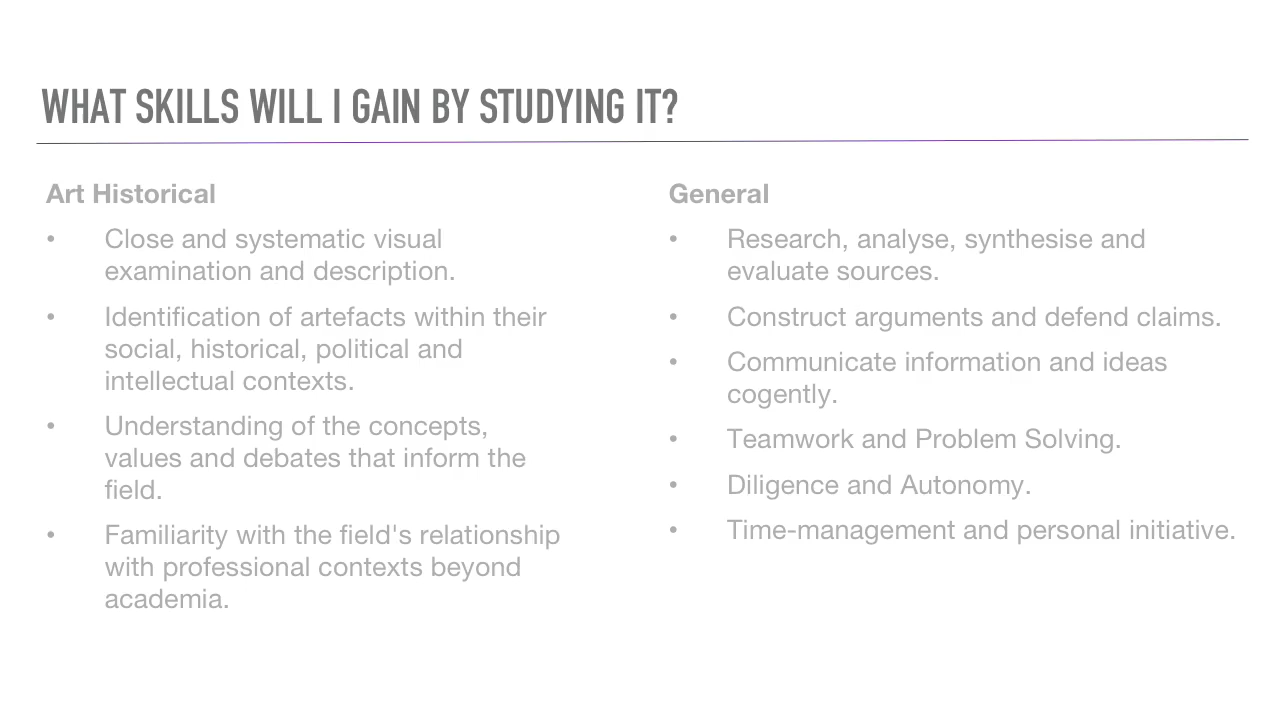 WHAT SKILLS WILL I GAIN BY STUDYING IT?
Art Historical
• Close and systematic visual
examination and description.
• Identification of artefacts within their
social, historical, political and
intellectual contexts.
• Understanding of the concepts,
values and debates that inform the
field.
• Familiarity with the field's relationship
with professional contexts beyond
academia.
General
• Research, analyse, synthesise and
evaluate sources.
• Construct arguments and defend claims.
• Communicate information and ideas
cogently.
• Teamwork and Problem Solving.
• Diligence and Autonomy.
• Time-management and personal initiative.